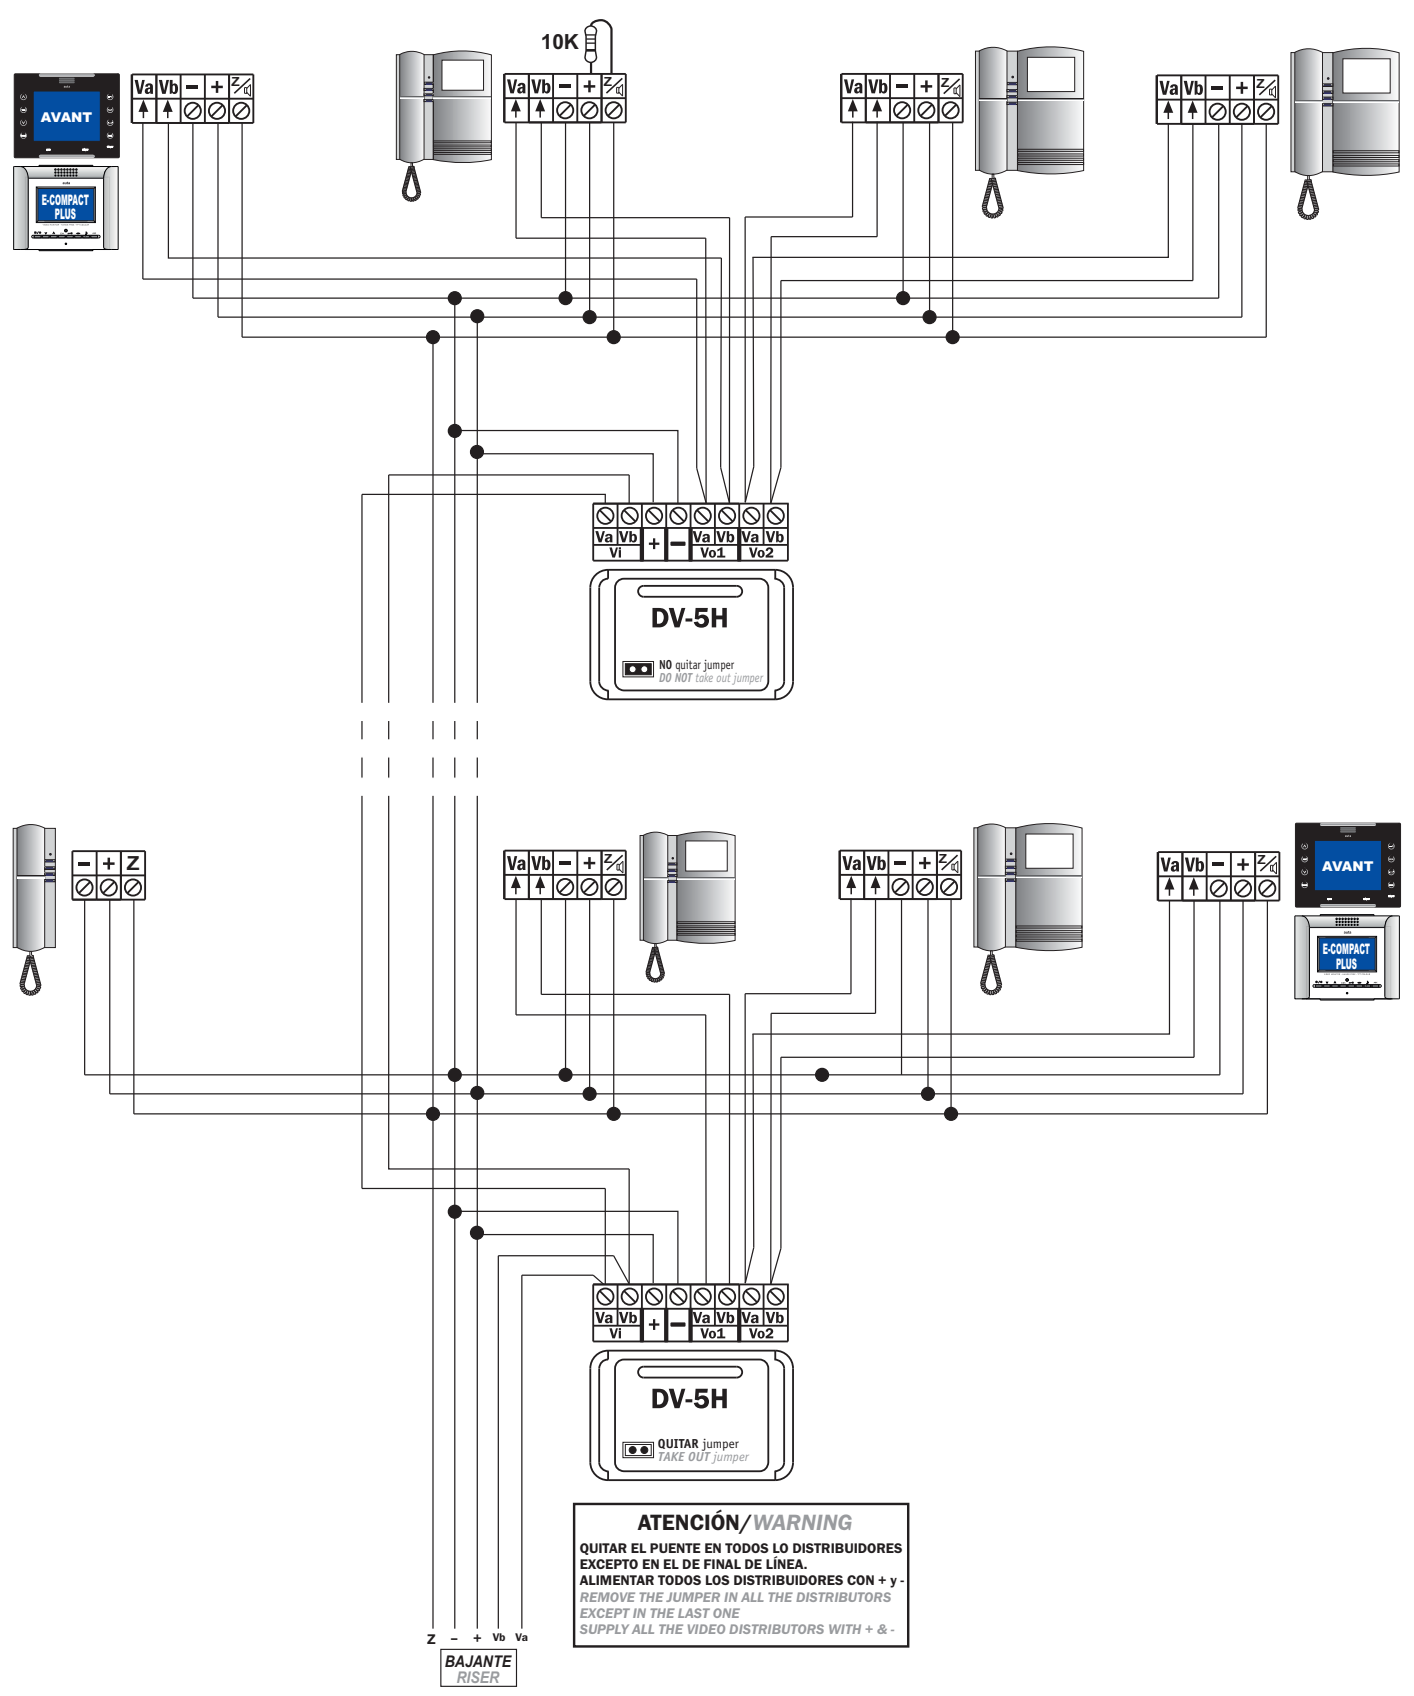 10K
AVANT
Va Vb − + Z
Va Vb − + Z
Va Vb − + Z
Va Vb − + Z
E-COMPACT
PLUS
Va Vb + − Va Vb Va Vb
Vi Vo1 Vo2
DV-5H
NO quitar jumper
DO NOT take out jumper
− + Z
Va Vb − + Z
Va Vb − + Z
Va Vb − + Z
AVANT
E-COMPACT
PLUS
Va Vb + − Va Vb Va Vb
Vi Vo1 Vo2
DV-5H
QUITAR jumper
TAKE OUT jumper
ATENCIÓN/WARNING
QUITAR EL PUENTE EN TODOS LO DISTRIBUIDORES
EXCEPTO EN EL DE FINAL DE LÍNEA.
ALIMENTAR TODOS LOS DISTRIBUIDORES CON + y -
REMOVE THE JUMPER IN ALL THE DISTRIBUTORS
EXCEPT IN THE LAST ONE
SUPPLY ALL THE VIDEO DISTRIBUTORS WITH + & -
Z − + Vb Va
BAJANTE
RISER